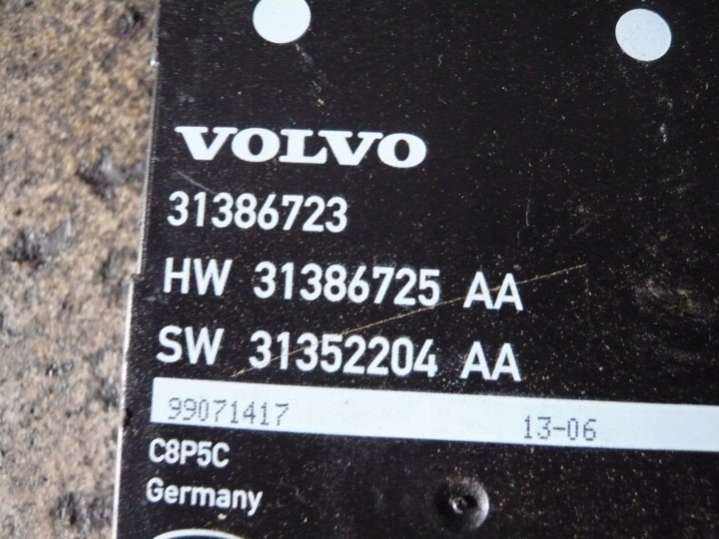 VOLVO
31386723
HW 31386725 AA
SW 31352204 AA
99071417 13-06
C8P5C
Germany